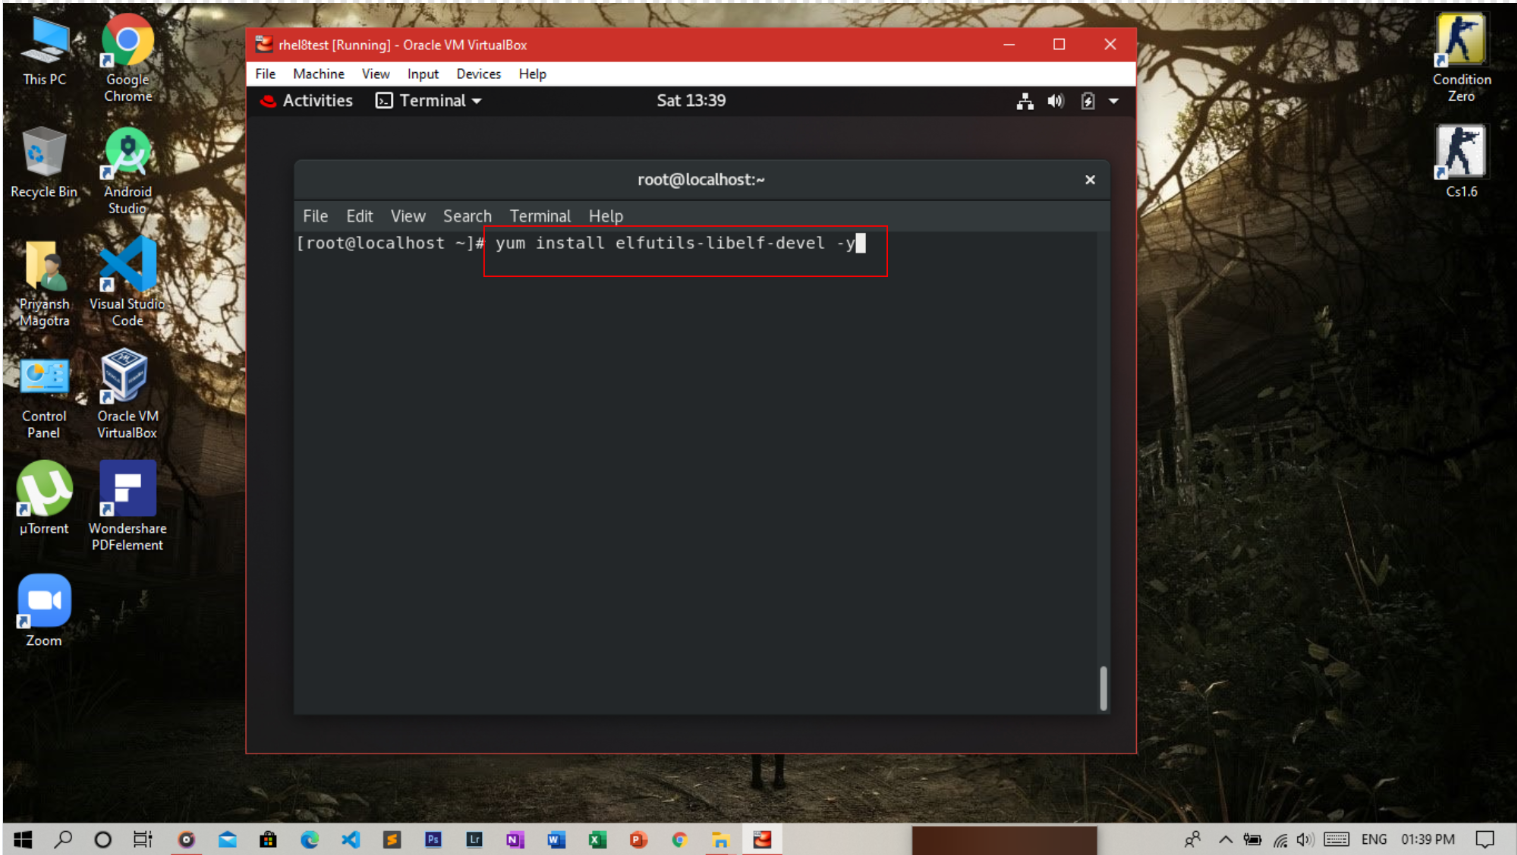 rhel8test [Running] - Oracle VM VirtualBox
File Machine View Input Devices Help
Activities Terminal Sat 13:39
root@localhost:~
File Edit View Search Terminal Help
[root@localhost ~]# yum install elfutils-libelf-devel -y
This PC
Google
Chrome
Recycle Bin
Android
Studio
Priyansh
Magotra
Visual Studio
Code
Control
Panel
Oracle VM
VirtualBox
µTorrent
Wondershare
PDFelement
Zoom
Condition
Zero
Cs1.6
Ps Lr N W X P
ENG 01:39 PM